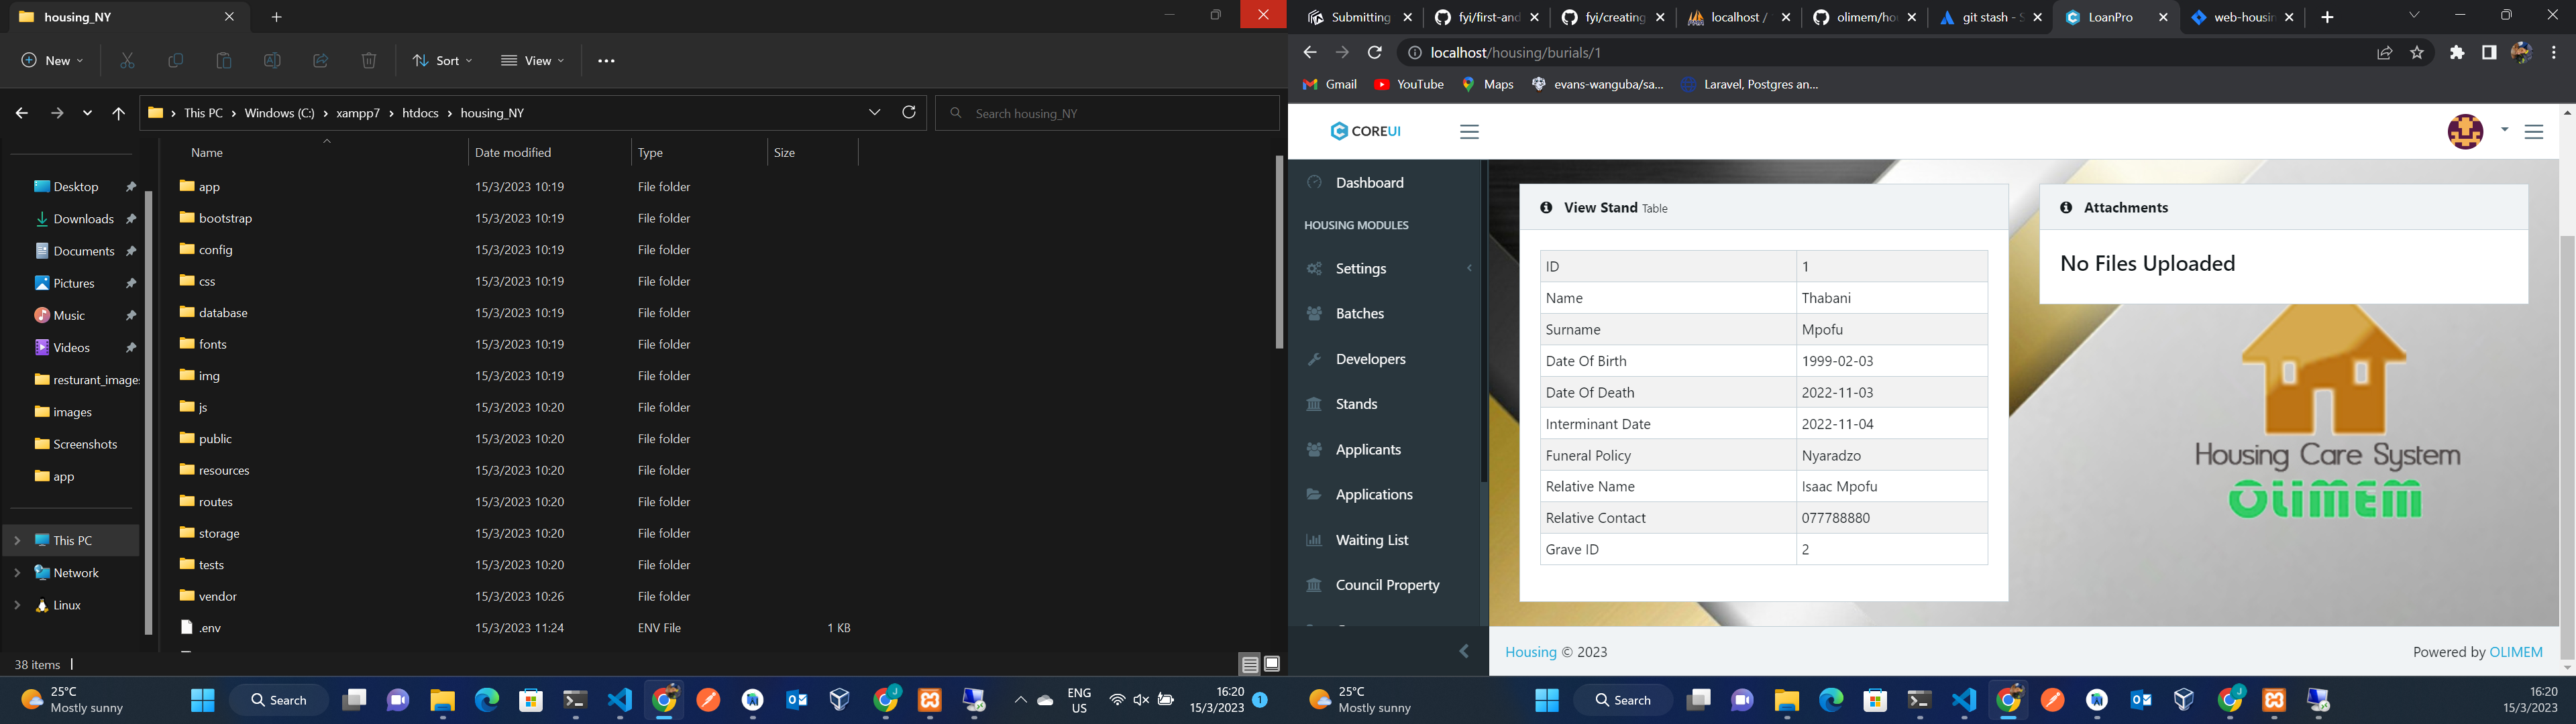 housing_NY
New
Sort
View
This PC
Windows (C:)
xampp7
htdocs
housing_NY
Search housing_NY
Name
Date modified
Type
Size
Desktop
Downloads
Documents
Pictures
Music
Videos
resturant_image
images
Screenshots
app
This PC
Network
Linux
app 15/3/2023 10:19 File folder
bootstrap 15/3/2023 10:19 File folder
config 15/3/2023 10:19 File folder
css 15/3/2023 10:19 File folder
database 15/3/2023 10:19 File folder
fonts 15/3/2023 10:19 File folder
img 15/3/2023 10:19 File folder
js 15/3/2023 10:20 File folder
public 15/3/2023 10:20 File folder
resources 15/3/2023 10:20 File folder
routes 15/3/2023 10:20 File folder
storage 15/3/2023 10:20 File folder
tests 15/3/2023 10:20 File folder
vendor 15/3/2023 10:26 File folder
.env 15/3/2023 11:24 ENV File 1 KB
38 items
25°C
Mostly sunny
Search
ENG
US
16:20
15/3/2023
1
Submitting
fyi/first-and
fyi/creating
localhost /
olimem/ho
git stash - S
LoanPro
web-housin
localhost/housing/burials/1
Gmail
YouTube
Maps
evans-wanguba/sa...
Laravel, Postgres an...
COREUI
Dashboard
HOUSING MODULES
Settings
Batches
Developers
Stands
Applicants
Applications
Waiting List
Council Property
View Stand Table
ID 1
Name Thabani
Surname Mpofu
Date Of Birth 1999-02-03
Date Of Death 2022-11-03
Interminant Date 2022-11-04
Funeral Policy Nyaradzo
Relative Name Isaac Mpofu
Relative Contact 077788880
Grave ID 2
Attachments
No Files Uploaded
Housing Care System
OLIMEM
Housing © 2023
Powered by OLIMEM
25°C
Mostly sunny
Search
16:20
15/3/2023